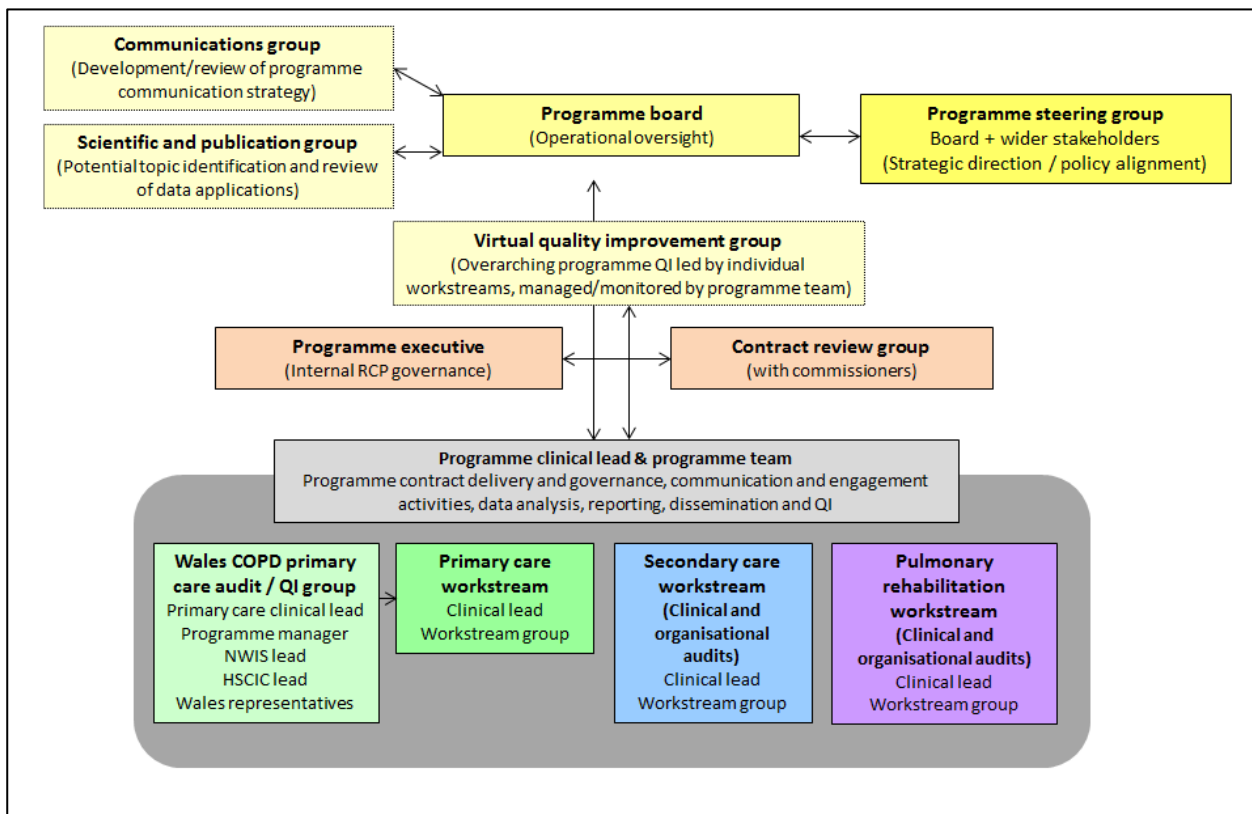 Communications group
(Development/review of programme
communication strategy)
Scientific and publication group
(Potential topic identification and review
of data applications)
Programme board
(Operational oversight)
Programme steering group
Board + wider stakeholders
(Strategic direction / policy alignment)
Virtual quality improvement group
(Overarching programme QI led by individual
workstreams, managed/monitored by programme team)
Programme executive
(Internal RCP governance)
Contract review group
(with commissioners)
Programme clinical lead & programme team
Programme contract delivery and governance, communication and engagement
activities, data analysis, reporting, dissemination and QI
Wales COPD primary
care audit / QI group
Primary care clinical lead
Programme manager
NWIS lead
HSCIC lead
Wales representatives
Primary care
workstream
Clinical lead
Workstream group
Secondary care
workstream
(Clinical and
organisational
audits)
Clinical lead
Workstream group
Pulmonary
rehabilitation
workstream
(Clinical and
organisational audits)
Clinical lead
Workstream group